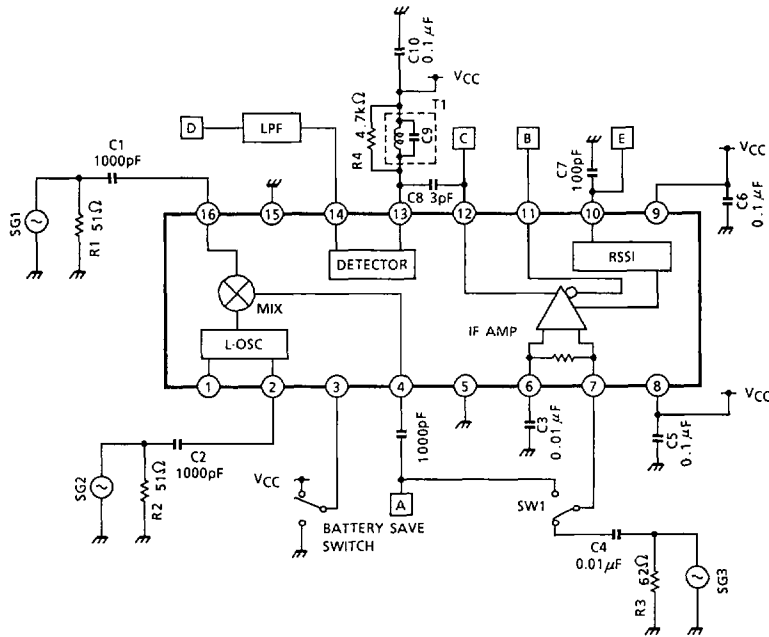 C10
0.1μF
VCC
T1
D
LPF
R4 4.7kΩ
C9
C
B
E
C1
1000pF
C7
100pF
VCC
C8 3pF
C6
0.1μF
SG1
R1 51Ω
16
15
14
13
12
11
10
9
DETECTOR
RSSI
MIX
IF AMP
L-OSC
1
2
3
4
5
6
7
8
VCC
C2
1000pF
1000pF
C3
0.01μF
C5
0.1μF
SG2
R2 51Ω
VCC
A
SW1
BATTERY SAVE
SWITCH
C4
0.01μF
R3 62Ω
SG3